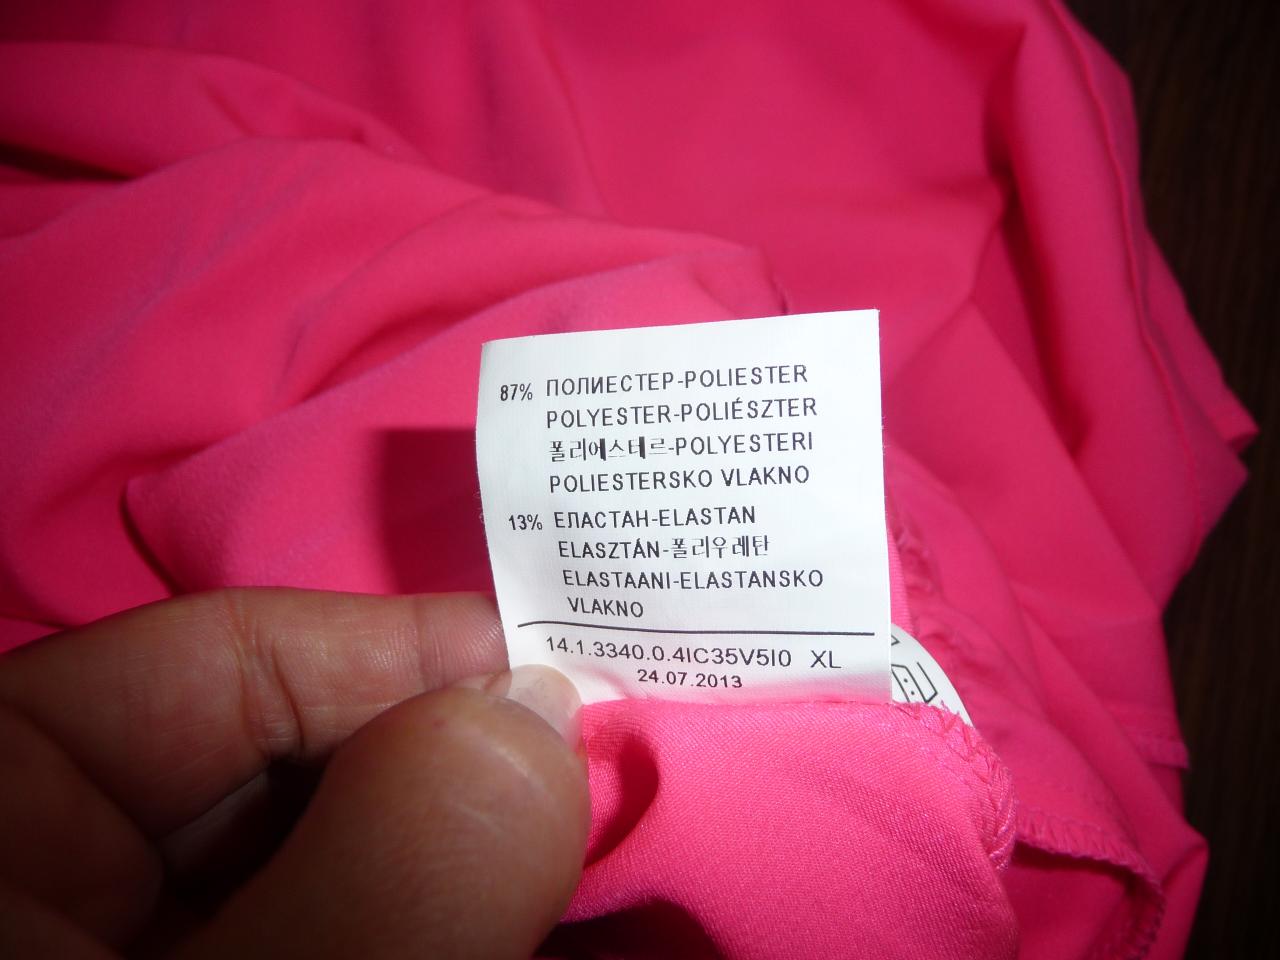 87% ПОЛИЕСТЕР-POLIESTER
POLYESTER-POLIÉSZTER
폴리에스테르-POLYESTERI
POLIESTERSKO VLAKNO
13% ЕЛАСТАН-ELASTAN
ELASZTÁN-폴리우레탄
ELASTAANI-ELASTANSKO
VLAKNO
14.1.3340.0.4IC35V5I0 XL
24.07.2013